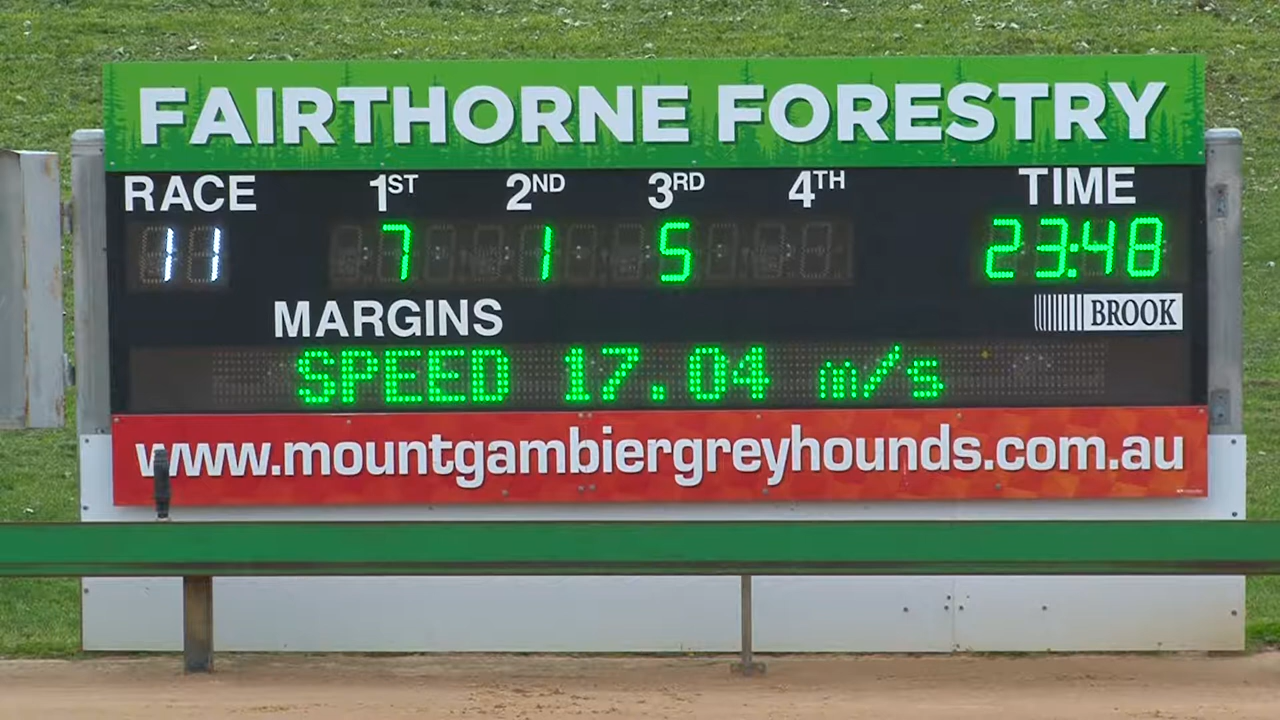 FAIRTHORNE FORESTRY
RACE 1ST 2ND 3RD 4TH TIME
11 7 1 5 23:48
MARGINS BROOK
SPEED 17.04 m/s
www.mountgambiergreyhounds.com.au